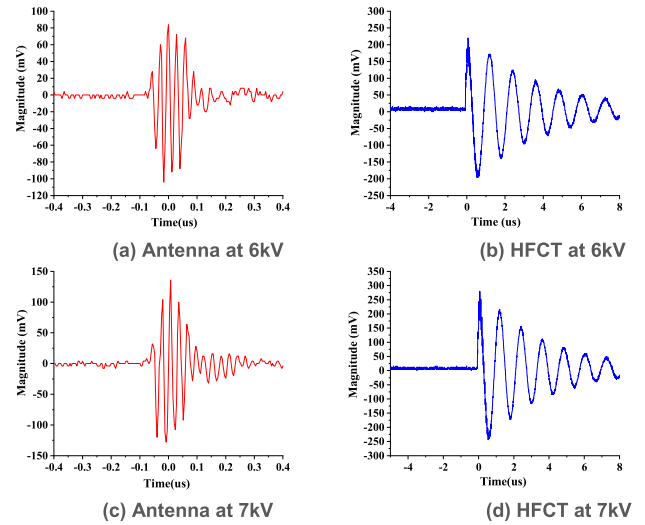 100
80
60
40
20
0
-20
-40
-60
-80
-100
-120
Magnitude (mV)
-0.4 -0.3 -0.2 -0.1 0.0 0.1 0.2 0.3 0.4
Time(us)
(a) Antenna at 6kV
300
250
200
150
100
50
0
-50
-100
-150
-200
-250
Magnitude (mV)
-4 -2 0 2 4 6 8
Time (us)
(b) HFCT at 6kV
150
100
50
0
-50
-100
-150
Magnitude (mV)
-0.4 -0.3 -0.2 -0.1 0.0 0.1 0.2 0.3 0.4
Time(us)
(c) Antenna at 7kV
350
300
250
200
150
100
50
0
-50
-100
-150
-200
-250
-300
Magnitude (mV)
-4 -2 0 2 4 6 8
Time (us)
(d) HFCT at 7kV